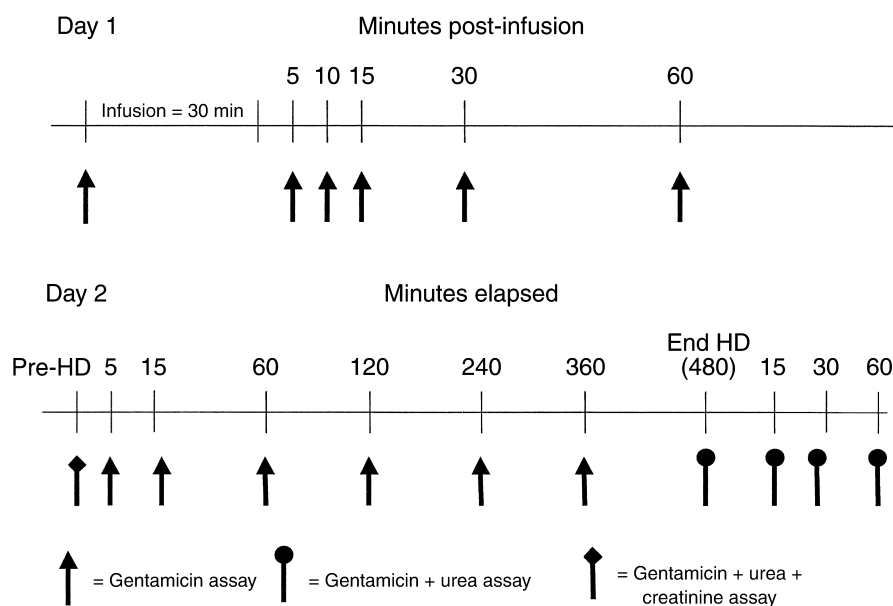 Day 1 Minutes post-infusion
5 10 15 30 60
Infusion = 30 min
Day 2 Minutes elapsed
End HD
Pre-HD 5 15 60 120 240 360 (480) 15 30 60
= Gentamicin assay = Gentamicin + urea assay = Gentamicin + urea +
creatinine assay